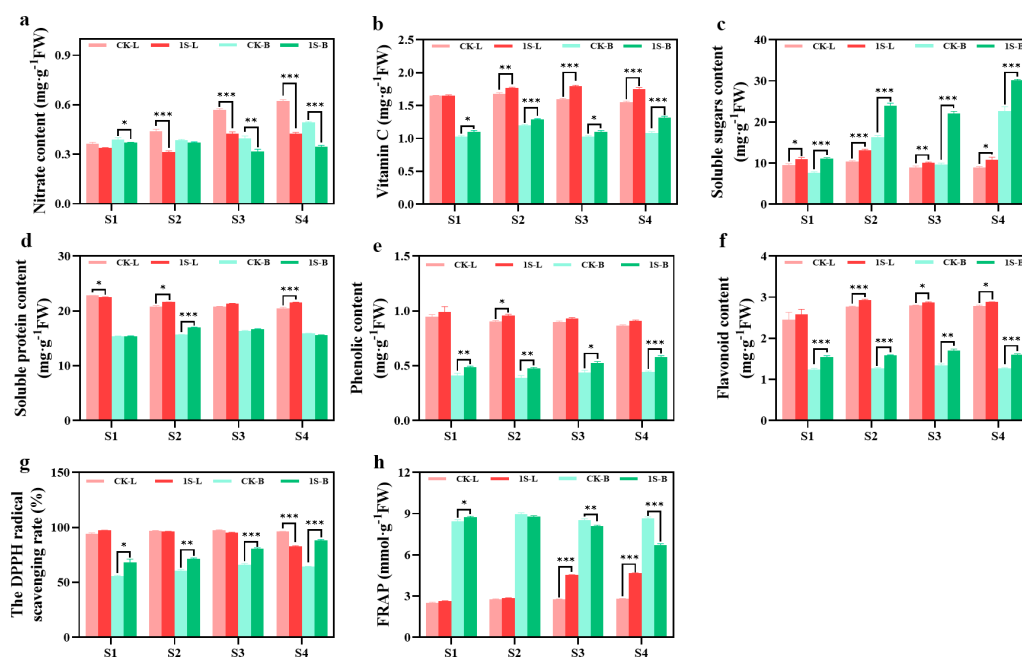 a
Nitrate content (mg·g⁻¹FW)
CK-L 1S-L CK-B 1S-B
0.9
0.6
0.3
0.0
* *** *** ** *** ***
S1 S2 S3 S4
b
Vitamin C (mg·g⁻¹FW)
CK-L 1S-L CK-B 1S-B
2.5
2.0
1.5
1.0
0.5
0.0
* ** *** *** * *** ***
S1 S2 S3 S4
c
Soluble sugars content
(mg·g⁻¹FW)
CK-L 1S-L CK-B 1S-B
40
30
20
10
0
* *** *** *** ** *** * ***
S1 S2 S3 S4
d
Soluble protein content
(mg·g⁻¹FW)
CK-L 1S-L CK-B 1S-B
30
20
10
0
* * *** ***
S1 S2 S3 S4
e
Phenolic content
(mg·g⁻¹FW)
CK-L 1S-L CK-B 1S-B
1.5
1.0
0.5
0.0
** * ** * ***
S1 S2 S3 S4
f
Flavonoid content
(mg·g⁻¹FW)
CK-L 1S-L CK-B 1S-B
4
3
2
1
0
*** *** *** * ** * ***
S1 S2 S3 S4
g
The DPPH radical
scavenging rate (%)
CK-L 1S-L CK-B 1S-B
150
100
50
0
* ** *** *** ***
S1 S2 S3 S4
h
FRAP (mmol·g⁻¹FW)
CK-L 1S-L CK-B 1S-B
12
9
6
3
0
* *** ** *** ***
S1 S2 S3 S4